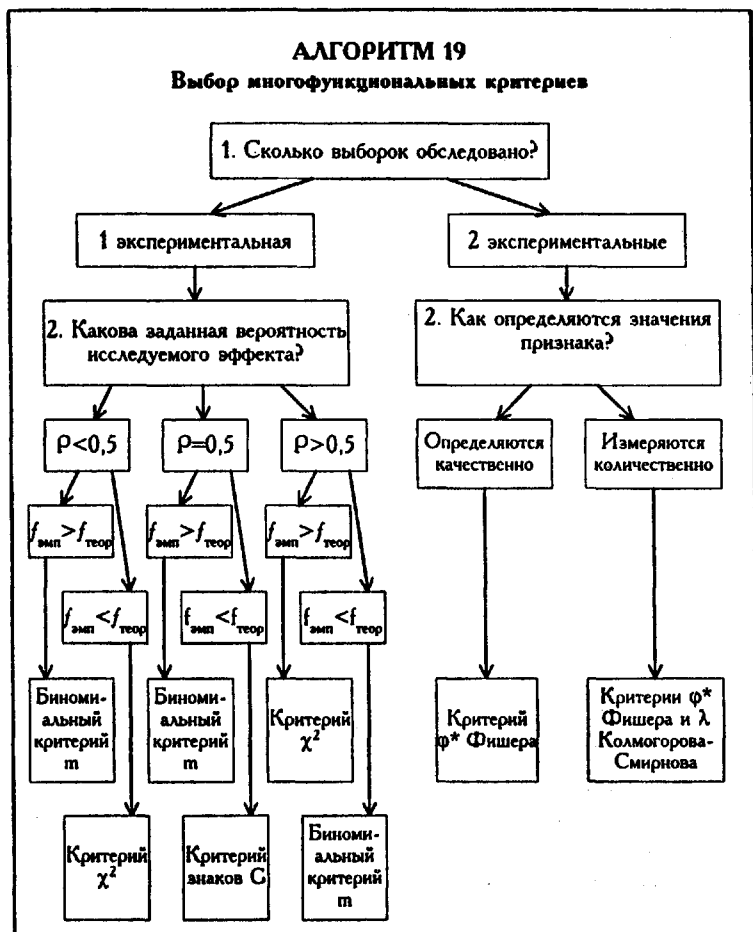 АЛГОРИТМ 19
Выбор многофункциональных критериев
1. Сколько выборок обследовано?
1 экспериментальная
2 экспериментальные
2. Какова заданная вероятность
исследуемого эффекта?
2. Как определяются значения
признака?
P<0,5
P=0,5
P>0,5
Определяются
качественно
Измеряются
количественно
fэмп>fтеор
fэмп>fтеор
fэмп>fтеор
fэмп<fтеор
fэмп<fтеор
fэмп<fтеор
Биноми-
альный
критерий
m
Биноми-
альный
критерий
m
Критерий
χ²
Критерий
φ* Фишера
Критерии φ*
Фишера и λ
Колмогорова-
Смирнова
Критерий
χ²
Критерий
знаков G
Биноми-
альный
критерий
m